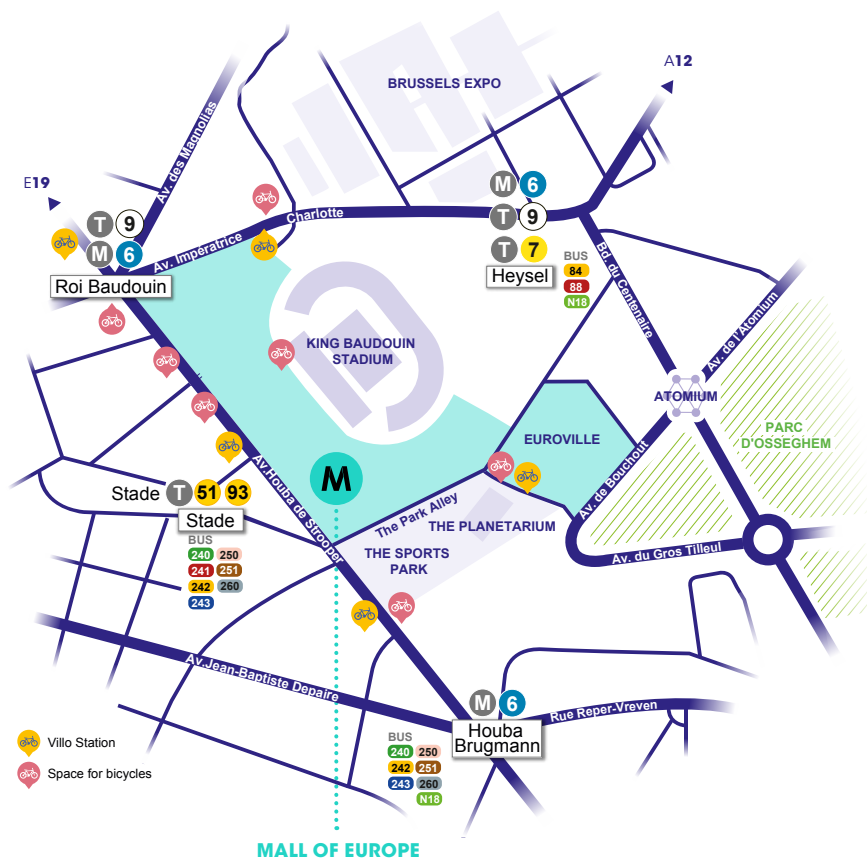 BRUSSELS EXPO
A12
Av. des Magnolias
E19
M 6
T 9
T 9
Charlotte
M 6
Av. Impératrice
T 7
BUS
Roi Baudouin
Heysel
84
88
N18
Bd. du Centenaire
Av. de l'Atomium
KING BAUDOUIN
STADIUM
ATOMIUM
PARC
D'OSSEGHEM
EUROVILLE
Av Houba de Strooper
M
Av. de Bouchout
Stade T 51 93
Stade
The Park Alley
THE PLANETARIUM
BUS
240 250
241 251
242 260
243
THE SPORTS
PARK
Av. du Gros Tilleul
Av.Jean-Baptiste Depaire
M 6
Rue Reper-Vreven
Houba
Brugmann
BUS
240 250
242 251
243 260
N18
Villo Station
Space for bicycles
MALL OF EUROPE